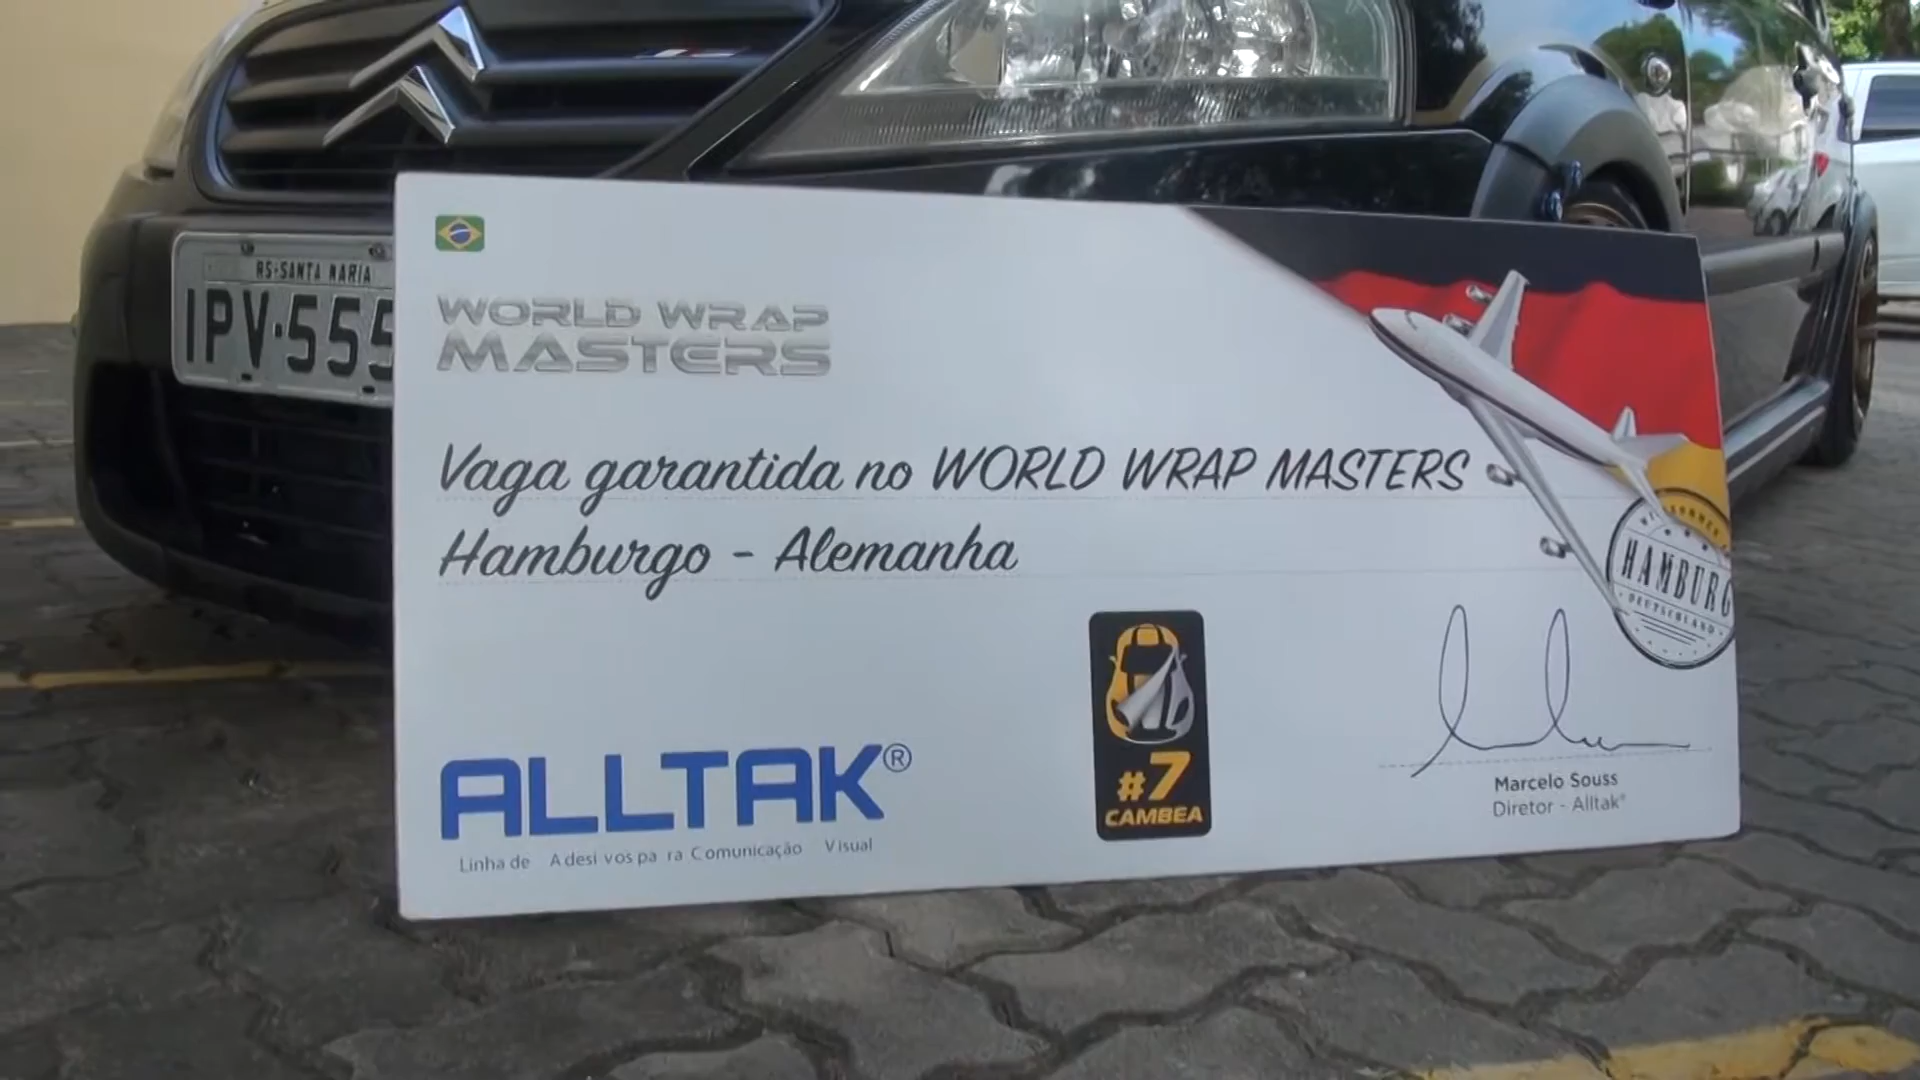 RS-SANTA MARIA
IPV-555
WORLD WRAP
MASTERS
Vaga garantida no WORLD WRAP MASTERS
Hamburgo - Alemanha
HAMBURG
DEUTSCHLAND
#7
CAMBEA
ALLTAK®
Linha de Adesivos para Comunicação Visual
Marcelo Souss
Diretor - Alltak®